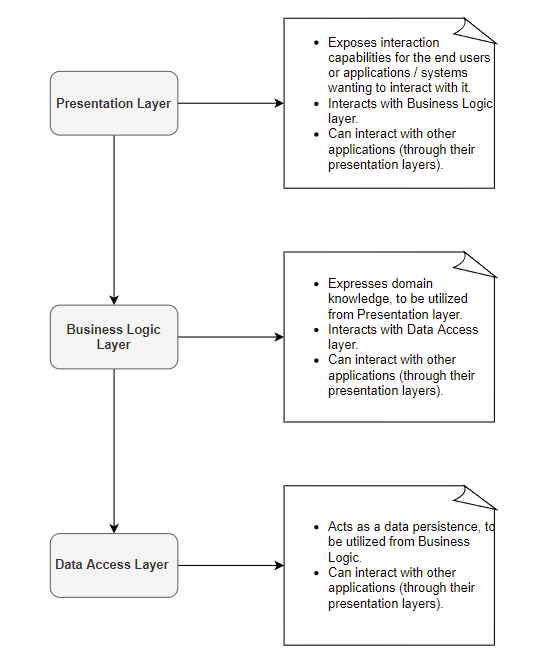 Presentation Layer
• Exposes interaction
capabilities for the end users
or applications / systems
wanting to interact with it.
• Interacts with Business Logic
layer.
• Can interact with other
applications (through their
presentation layers).
Business Logic
Layer
• Expresses domain
knowledge, to be utilized
from Presentation layer.
• Interacts with Data Access
layer.
• Can interact with other
applications (through their
presentation layers).
Data Access Layer
• Acts as a data persistence, to
be utilized from Business
Logic.
• Can interact with other
applications (through their
presentation layers).